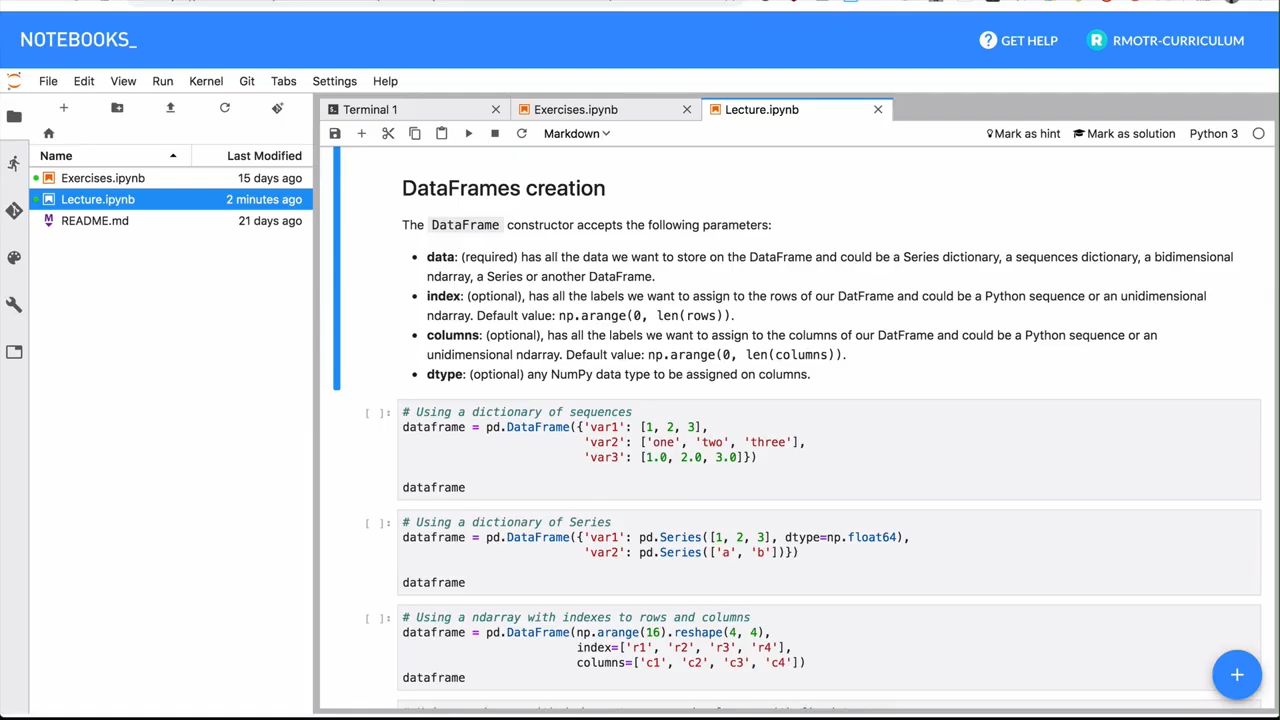 NOTEBOOKS_
? GET HELP
R RMOTR-CURRICULUM
File Edit View Run Kernel Git Tabs Settings Help
Terminal 1
Exercises.ipynb
Lecture.ipynb
Markdown
Mark as hint
Mark as solution
Python 3
Name
Last Modified
Exercises.ipynb 15 days ago
Lecture.ipynb 2 minutes ago
M README.md 21 days ago
DataFrames creation
The DataFrame constructor accepts the following parameters:
• data: (required) has all the data we want to store on the DataFrame and could be a Series dictionary, a sequences dictionary, a bidimensional
ndarray, a Series or another DataFrame.
• index: (optional), has all the labels we want to assign to the rows of our DatFrame and could be a Python sequence or an unidimensional
ndarray. Default value: np.arange(0, len(rows)).
• columns: (optional), has all the labels we want to assign to the columns of our DatFrame and could be a Python sequence or an
unidimensional ndarray. Default value: np.arange(0, len(columns)).
• dtype: (optional) any NumPy data type to be assigned on columns.
[ ]: # Using a dictionary of sequences
dataframe = pd.DataFrame({'var1': [1, 2, 3],
'var2': ['one', 'two', 'three'],
'var3': [1.0, 2.0, 3.0]})
dataframe
[ ]: # Using a dictionary of Series
dataframe = pd.DataFrame({'var1': pd.Series([1, 2, 3], dtype=np.float64),
'var2': pd.Series(['a', 'b'])})
dataframe
[ ]: # Using a ndarray with indexes to rows and columns
dataframe = pd.DataFrame(np.arange(16).reshape(4, 4),
index=['r1', 'r2', 'r3', 'r4'],
columns=['c1', 'c2', 'c3', 'c4'])
dataframe